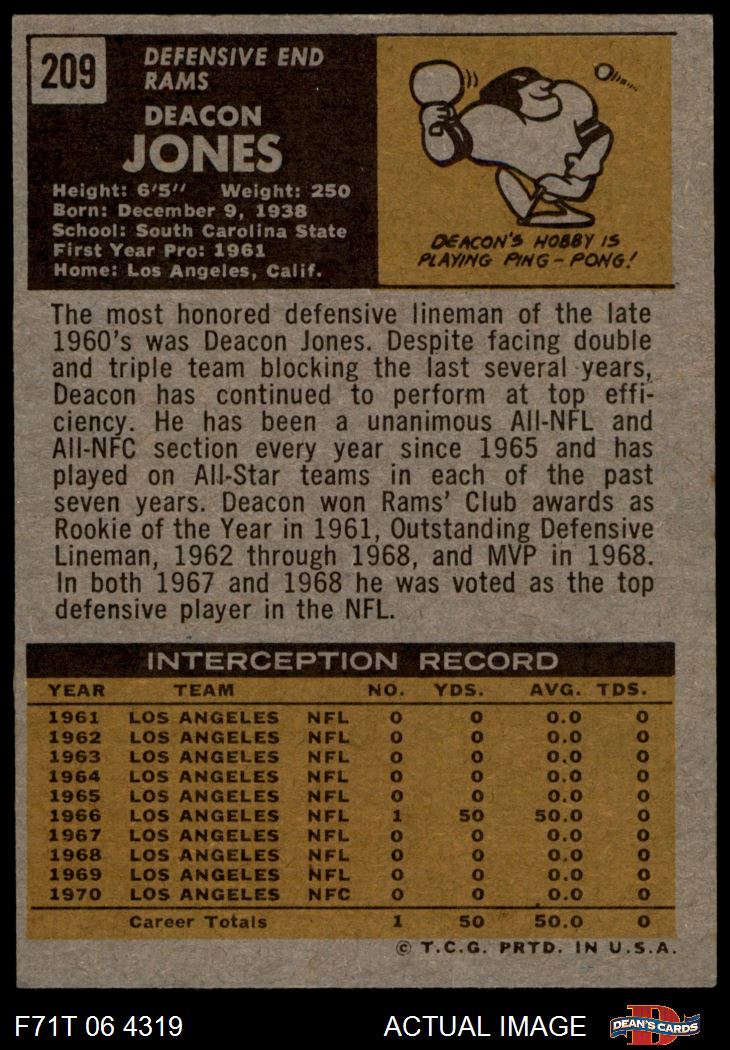 209
DEFENSIVE END
RAMS
DEACON
JONES
Height: 6'5" Weight: 250
Born: December 9, 1938
School: South Carolina State
First Year Pro: 1961
Home: Los Angeles, Calif.
DEACON'S HOBBY IS
PLAYING PING-PONG!
The most honored defensive lineman of the late
1960's was Deacon Jones. Despite facing double
and triple team blocking the last several years,
Deacon has continued to perform at top effi-
ciency. He has been a unanimous All-NFL and
All-NFC section every year since 1965 and has
played on All-Star teams in each of the past
seven years. Deacon won Rams' Club awards as
Rookie of the Year in 1961, Outstanding Defensive
Lineman, 1962 through 1968, and MVP in 1968.
In both 1967 and 1968 he was voted as the top
defensive player in the NFL.
INTERCEPTION RECORD
YEAR TEAM NO. YDS. AVG. TDS.
1961 LOS ANGELES NFL 0 0 0.0 0
1962 LOS ANGELES NFL 0 0 0.0 0
1963 LOS ANGELES NFL 0 0 0.0 0
1964 LOS ANGELES NFL 0 0 0.0 0
1965 LOS ANGELES NFL 0 0 0.0 0
1966 LOS ANGELES NFL 1 50 50.0 0
1967 LOS ANGELES NFL 0 0 0.0 0
1968 LOS ANGELES NFL 0 0 0.0 0
1969 LOS ANGELES NFL 0 0 0.0 0
1970 LOS ANGELES NFC 0 0 0.0 0
Career Totals 1 50 50.0 0
© T.C.G. PRTD. IN U.S.A.
F71T 06 4319 ACTUAL IMAGE
D
DEAN'S CARDS